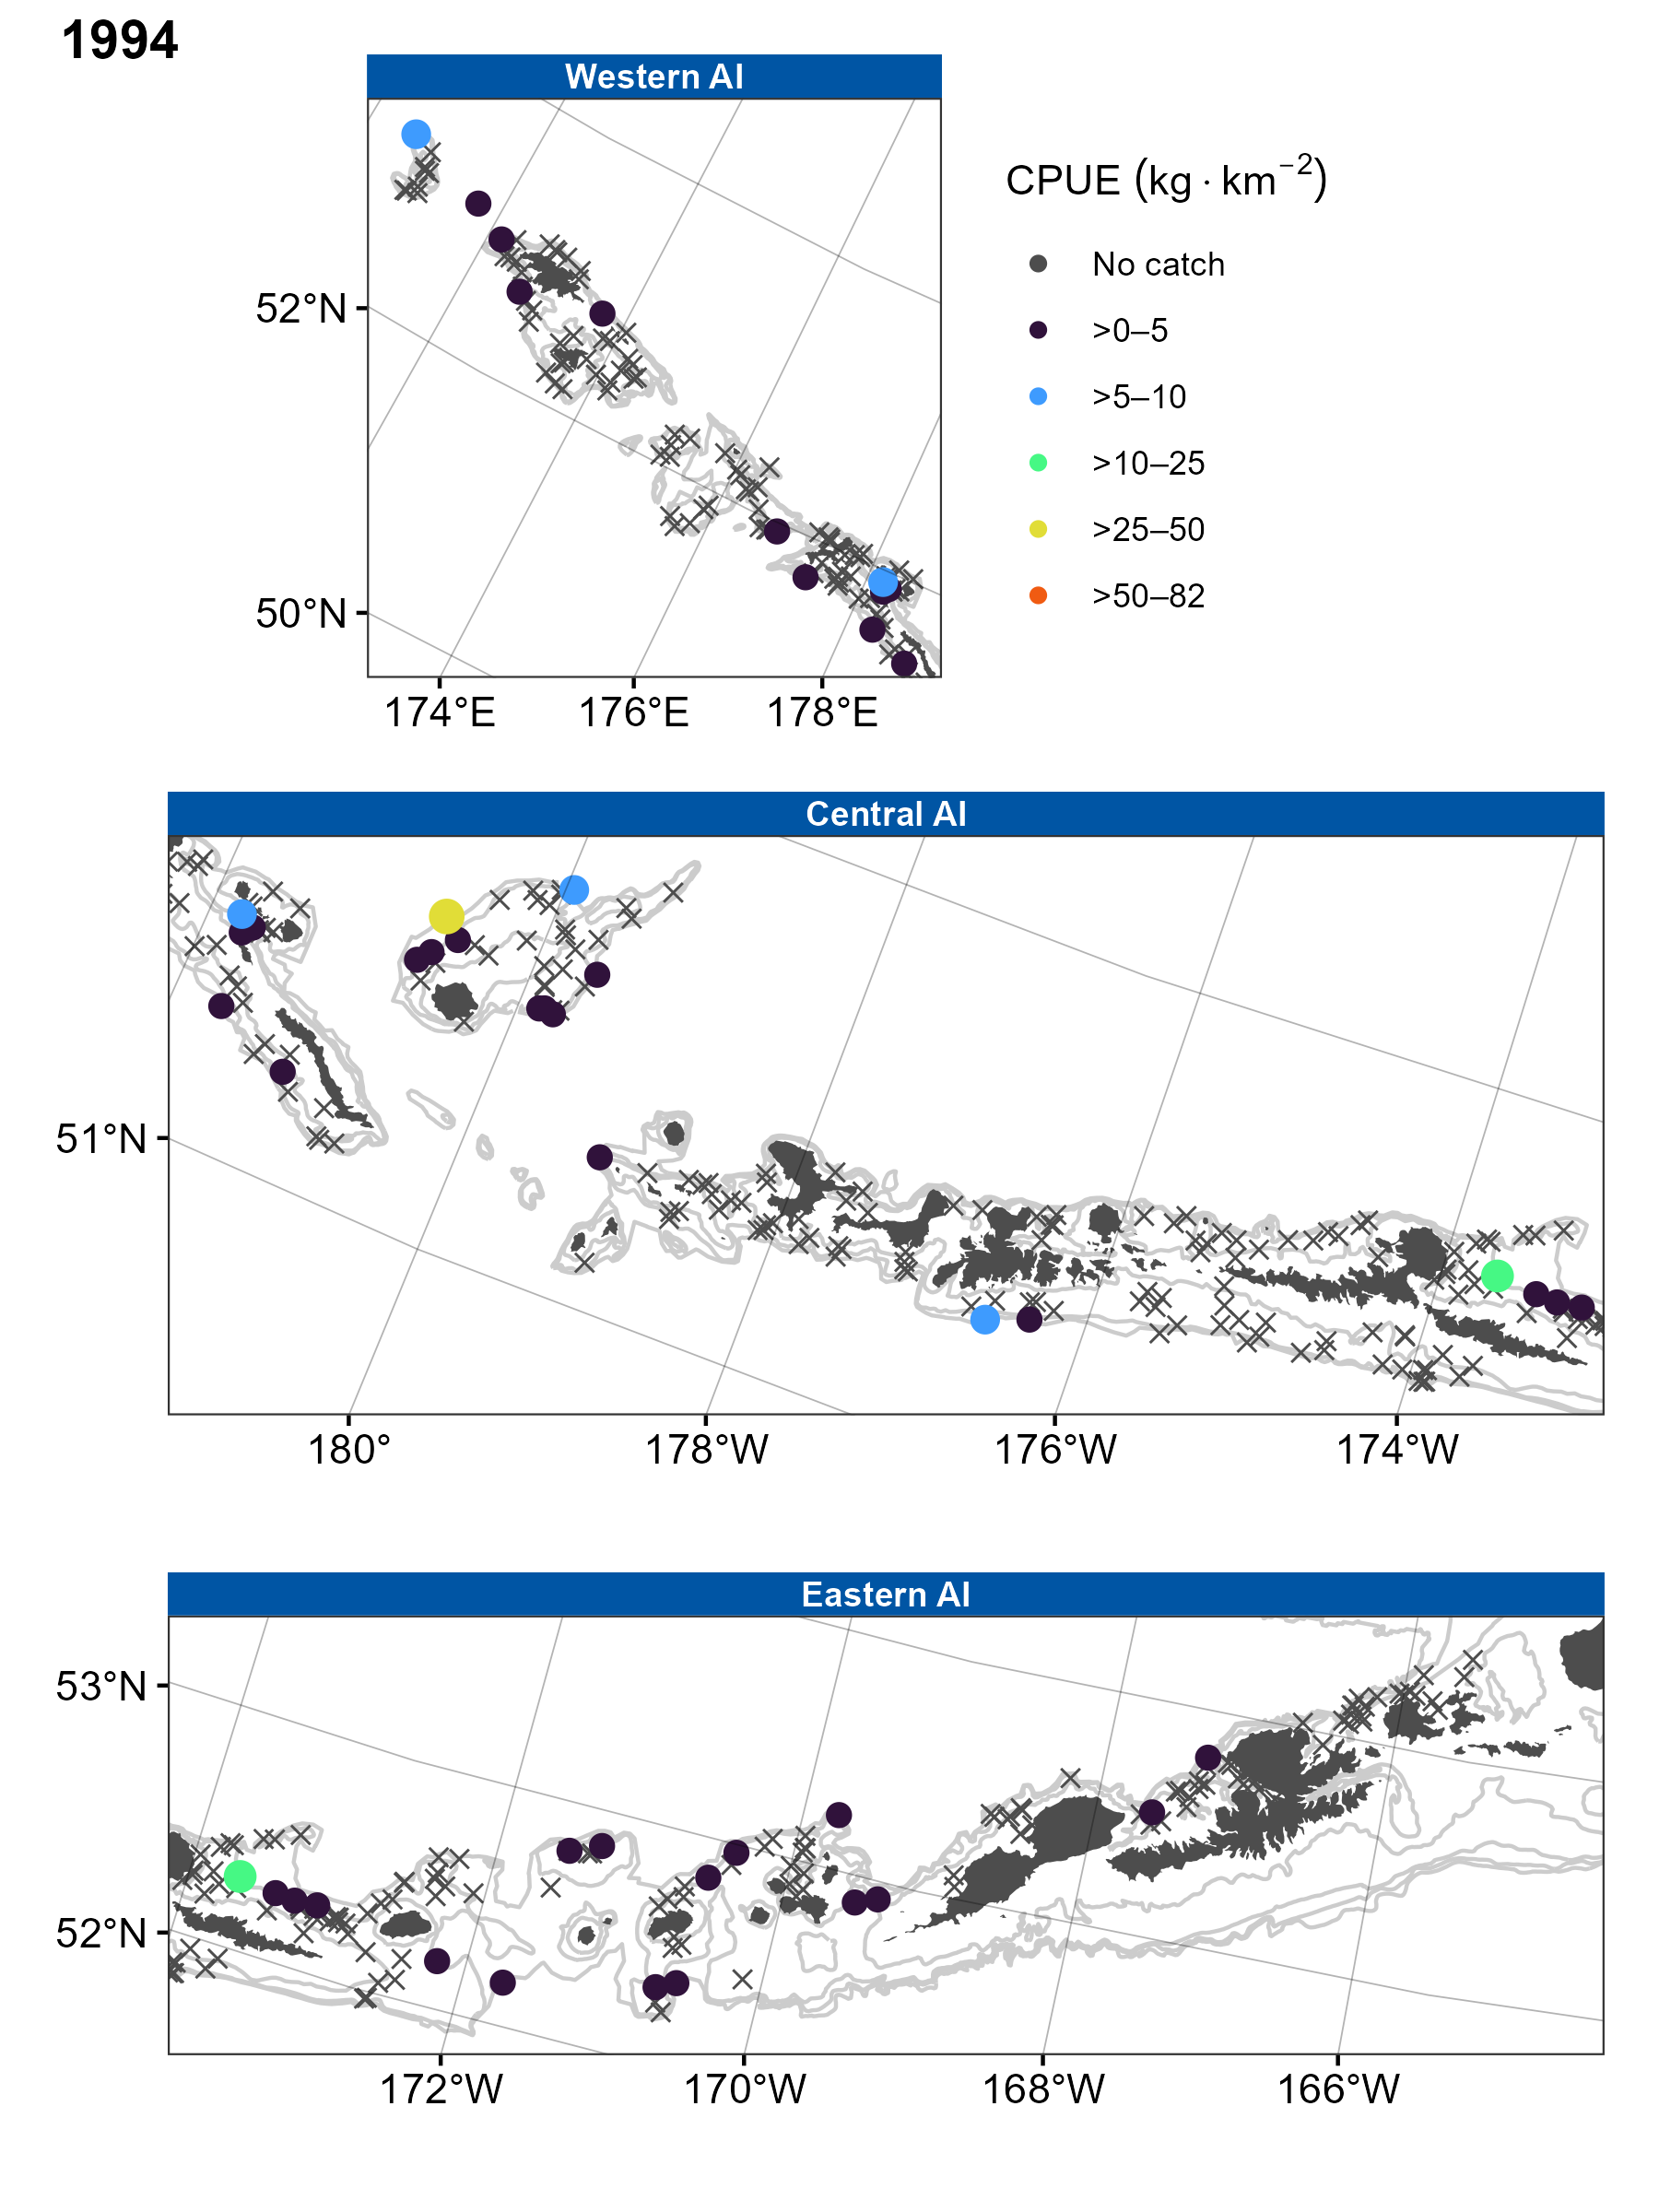 1994
Western AI
CPUE (kg · km⁻²)
No catch
>0–5
>5–10
>10–25
>25–50
>50–82
52°N
50°N
174°E 176°E 178°E
Central AI
51°N
180° 178°W 176°W 174°W
Eastern AI
53°N
52°N
172°W 170°W 168°W 166°W